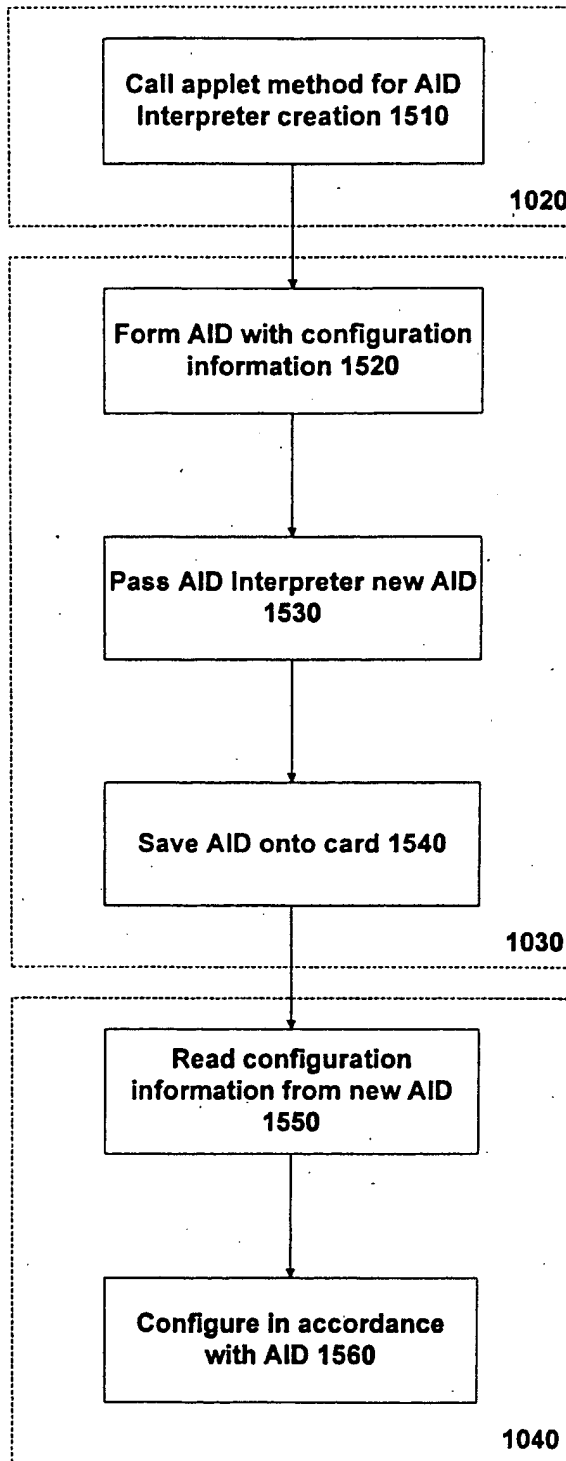 Call applet method for AID
Interpreter creation 1510
1020
Form AID with configuration
information 1520
Pass AID Interpreter new AID
1530
Save AID onto card 1540
1030
Read configuration
information from new AID
1550
Configure in accordance
with AID 1560
1040